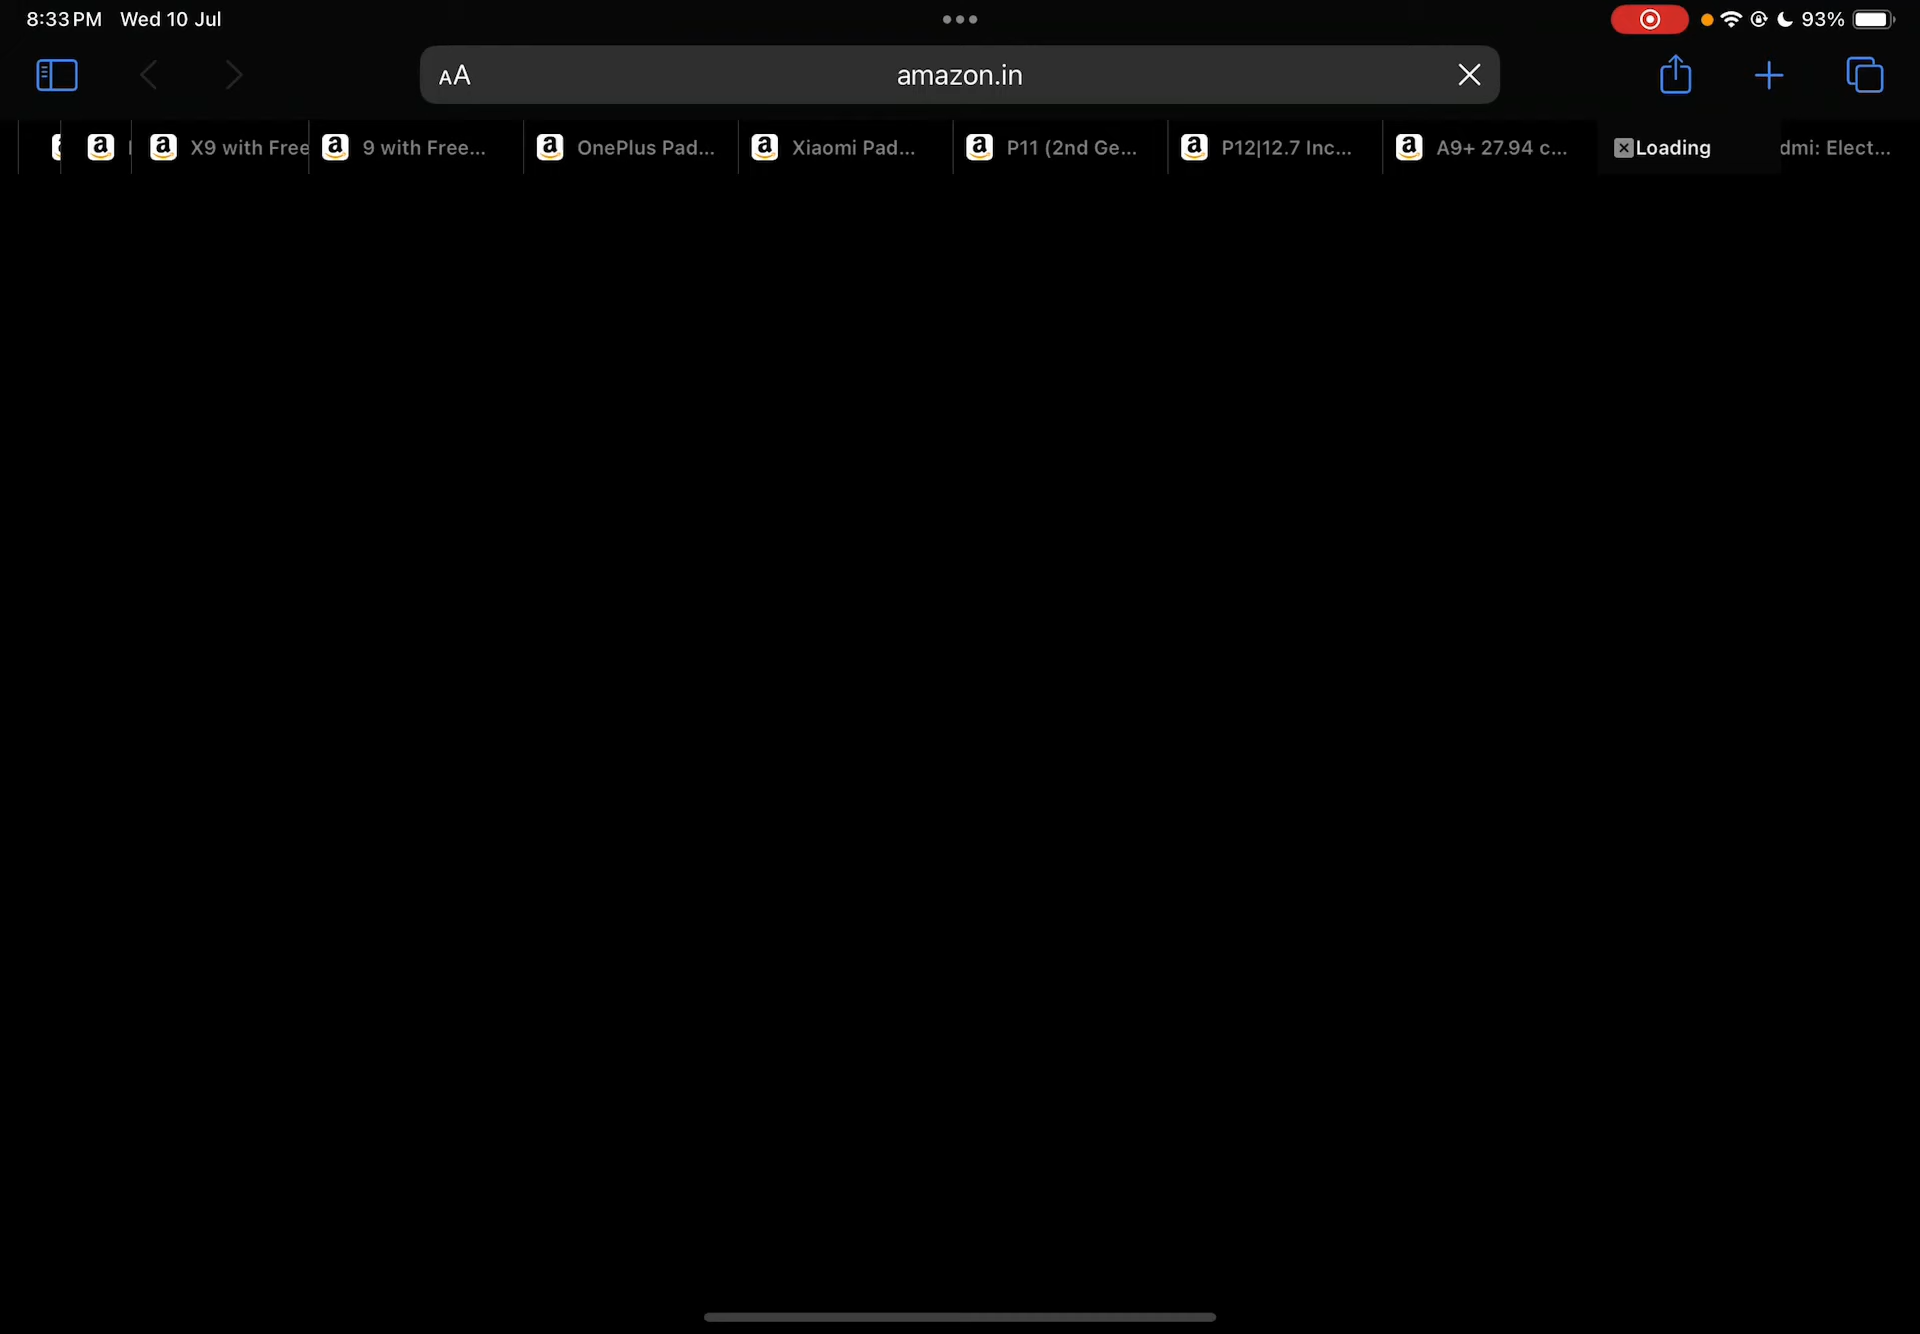 8:33 PM Wed 10 Jul
93%
AA
amazon.in
X9 with Free
9 with Free...
OnePlus Pad...
Xiaomi Pad...
P11 (2nd Ge...
P12|12.7 Inc...
A9+ 27.94 c...
Loading
dmi: Elect...